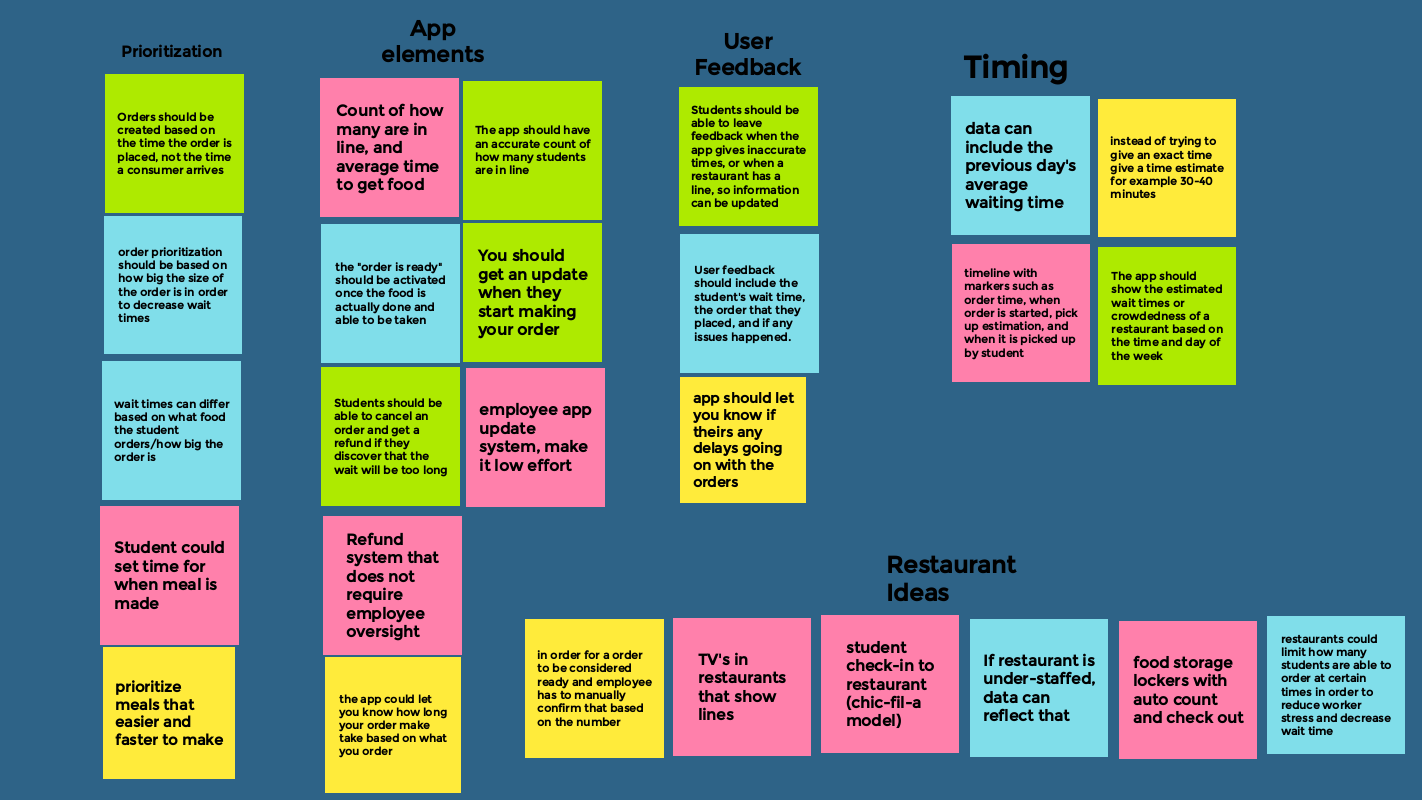 Prioritization
Orders should be
created based on
the time the order is
placed, not the time
a consumer arrives
order prioritization
should be based on
how big the size of
the order is in order
to decrease wait
times
wait times can differ
based on what food
the student
orders/how big the
order is
Student could
set time for
when meal is
made
prioritize
meals that
easier and
faster to make
App
elements
Count of how
many are in
line, and
average time
to get food
The app should have
an accurate count of
how many students
are in line
the "order is ready"
should be activated
once the food is
actually done and
able to be taken
You should
get an update
when they
start making
your order
Students should be
able to cancel an
order and get a
refund if they
discover that the
wait will be too long
employee app
update
system, make
it low effort
Refund
system that
does not
require
employee
oversight
the app could let
you know how long
your order make
take based on what
you order
User
Feedback
Students should be
able to leave
feedback when the
app gives inaccurate
times, or when a
restaurant has a
line, so information
can be updated
User feedback
should include the
student's wait time,
the order that they
placed, and if any
issues happened.
app should let
you know if
theirs any
delays going
on with the
orders
Timing
data can
include the
previous day's
average
waiting time
instead of trying to
give an exact time
give a time estimate
for example 30-40
minutes
timeline with
markers such as
order time, when
order is started, pick
up estimation, and
when it is picked up
by student
The app should
show the estimated
wait times or
crowdedness of a
restaurant based on
the time and day of
the week
Restaurant
Ideas
in order for a order
to be considered
ready and employee
has to manually
confirm that based
on the number
TV's in
restaurants
that show
lines
student
check-in to
restaurant
(chic-fil-a
model)
If restaurant is
under-staffed,
data can
reflect that
food storage
lockers with
auto count
and check out
restaurants could
limit how many
students are able to
order at certain
times in order to
reduce worker
stress and decrease
wait time